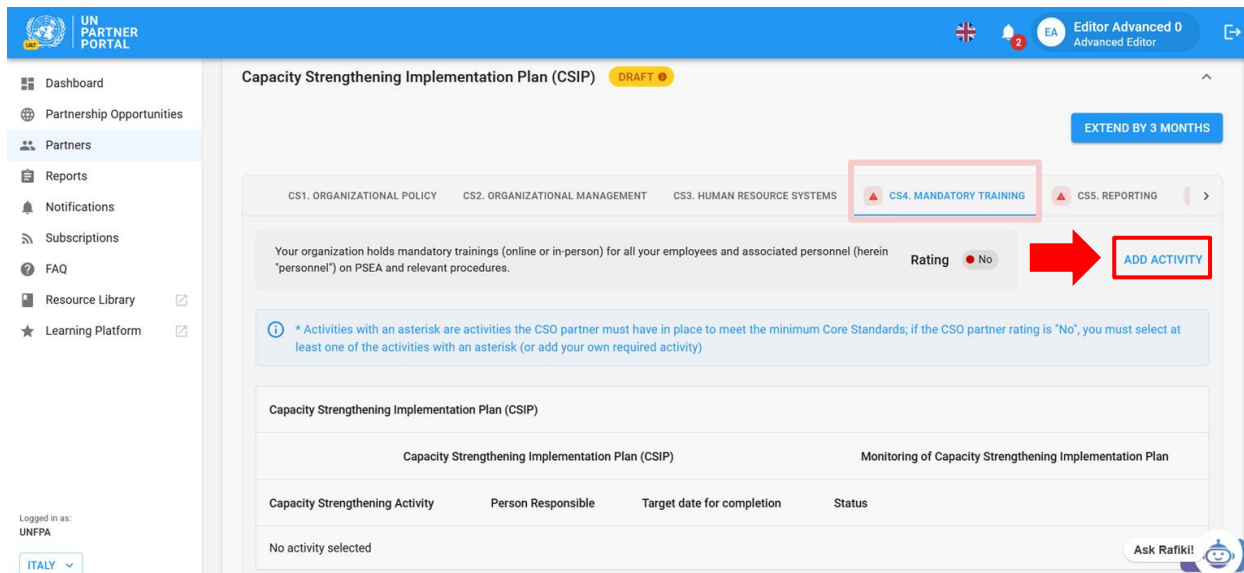 UN
PARTNER
PORTAL
UAT
2
EA
Editor Advanced 0
Advanced Editor
Dashboard
Partnership Opportunities
Partners
Reports
Notifications
Subscriptions
FAQ
Resource Library
Learning Platform
Logged in as:
UNFPA
ITALY
Capacity Strengthening Implementation Plan (CSIP)
DRAFT
EXTEND BY 3 MONTHS
CS1. ORGANIZATIONAL POLICY
CS2. ORGANIZATIONAL MANAGEMENT
CS3. HUMAN RESOURCE SYSTEMS
CS4. MANDATORY TRAINING
CS5. REPORTING
Your organization holds mandatory trainings (online or in-person) for all your employees and associated personnel (herein
"personnel") on PSEA and relevant procedures.
Rating
No
ADD ACTIVITY
* Activities with an asterisk are activities the CSO partner must have in place to meet the minimum Core Standards; if the CSO partner rating is "No", you must select at
least one of the activities with an asterisk (or add your own required activity)
Capacity Strengthening Implementation Plan (CSIP)
Capacity Strengthening Implementation Plan (CSIP)
Monitoring of Capacity Strengthening Implementation Plan
Capacity Strengthening Activity
Person Responsible
Target date for completion
Status
No activity selected
Ask Rafiki!